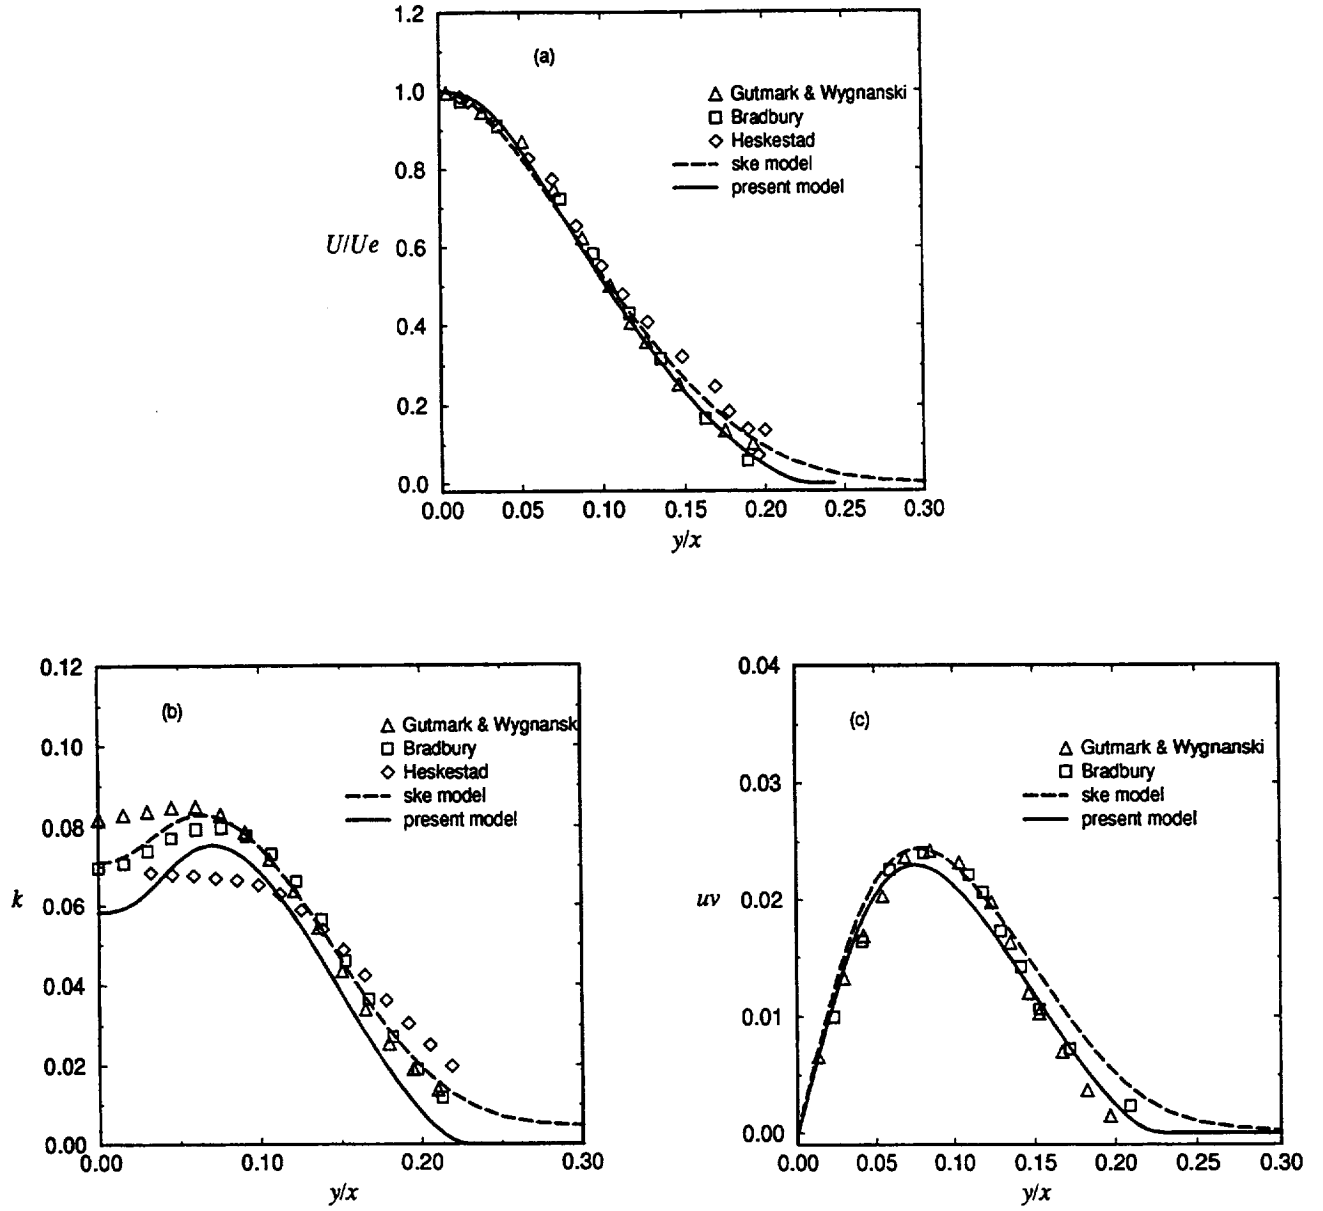 (a)
1.2
1.0
0.8
0.6
0.4
0.2
0.0
U/Ue
Gutmark & Wygnanski
Bradbury
Heskestad
ske model
present model
0.00 0.05 0.10 0.15 0.20 0.25 0.30
y/x
(b)
0.12
0.10
0.08
0.06
0.04
0.02
0.00
k
Gutmark & Wygnansk
Bradbury
Heskestad
ske model
present model
0.00 0.10 0.20 0.30
y/x
(c)
0.04
0.03
0.02
0.01
0.00
uv
Gutmark & Wygnanski
Bradbury
ske model
present model
0.00 0.05 0.10 0.15 0.20 0.25 0.30
y/x